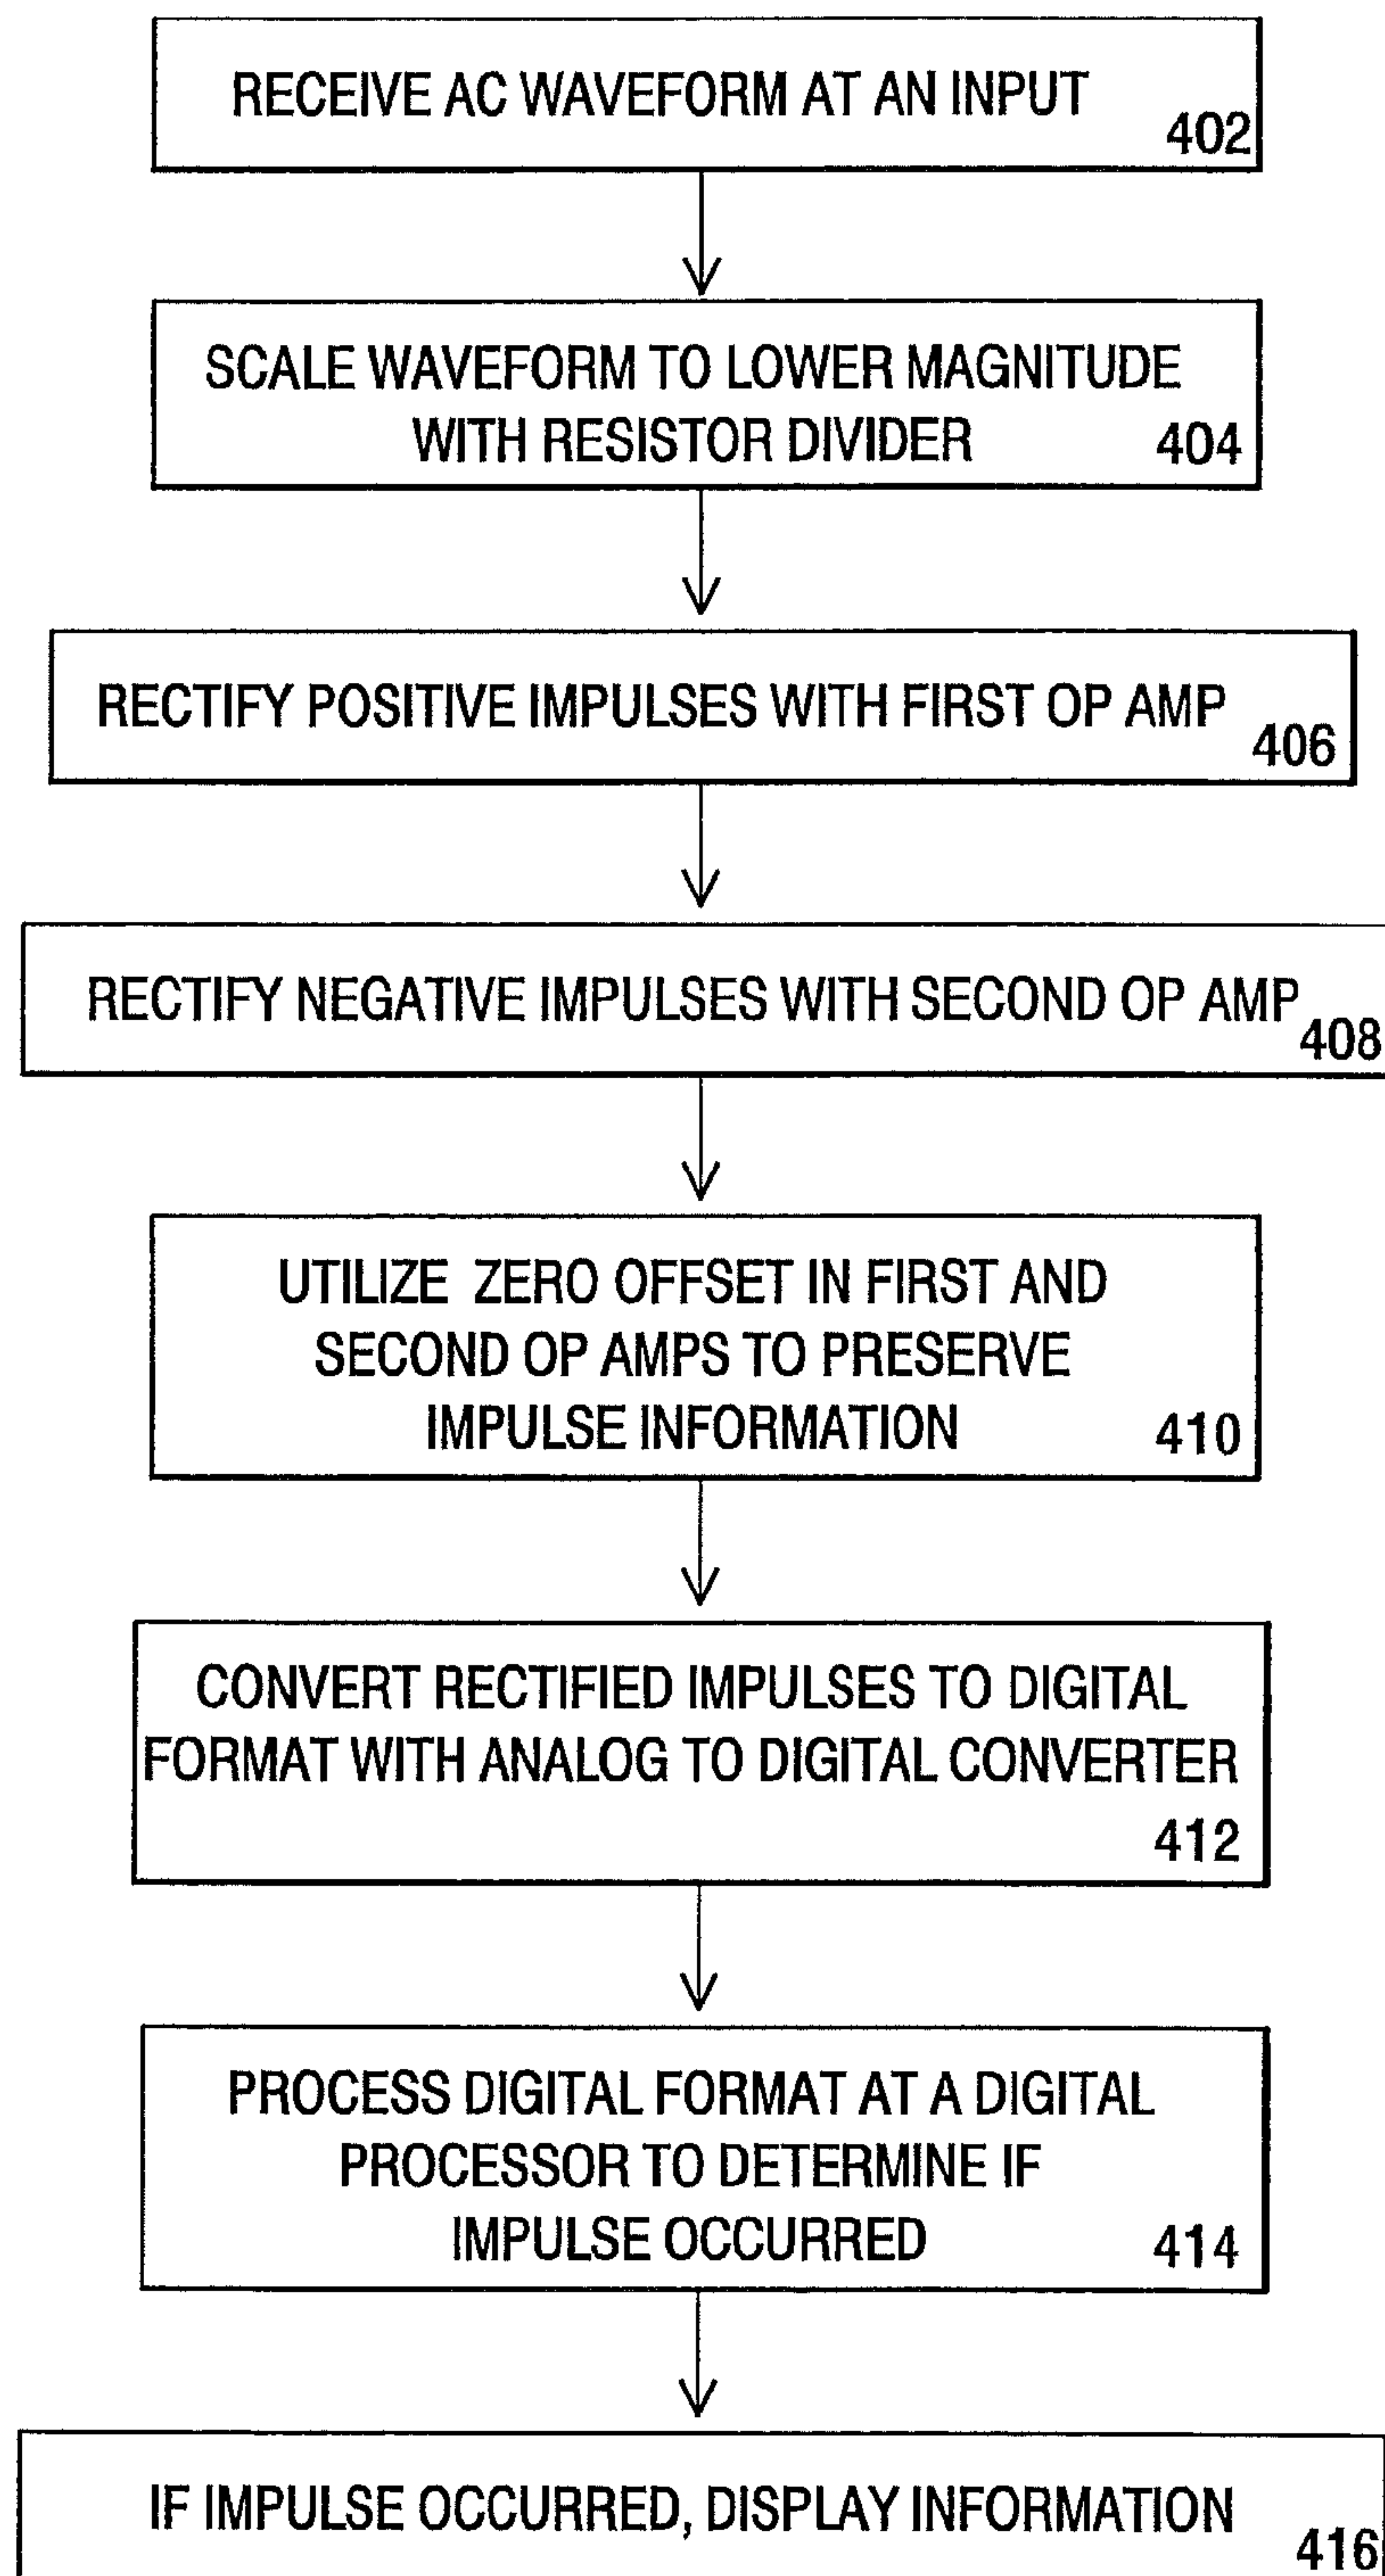 RECEIVE AC WAVEFORM AT AN INPUT
402
SCALE WAVEFORM TO LOWER MAGNITUDE
WITH RESISTOR DIVIDER
404
RECTIFY POSITIVE IMPULSES WITH FIRST OP AMP
406
RECTIFY NEGATIVE IMPULSES WITH SECOND OP AMP
408
UTILIZE ZERO OFFSET IN FIRST AND
SECOND OP AMPS TO PRESERVE
IMPULSE INFORMATION
410
CONVERT RECTIFIED IMPULSES TO DIGITAL
FORMAT WITH ANALOG TO DIGITAL CONVERTER
412
PROCESS DIGITAL FORMAT AT A DIGITAL
PROCESSOR TO DETERMINE IF
IMPULSE OCCURRED
414
IF IMPULSE OCCURRED, DISPLAY INFORMATION
416